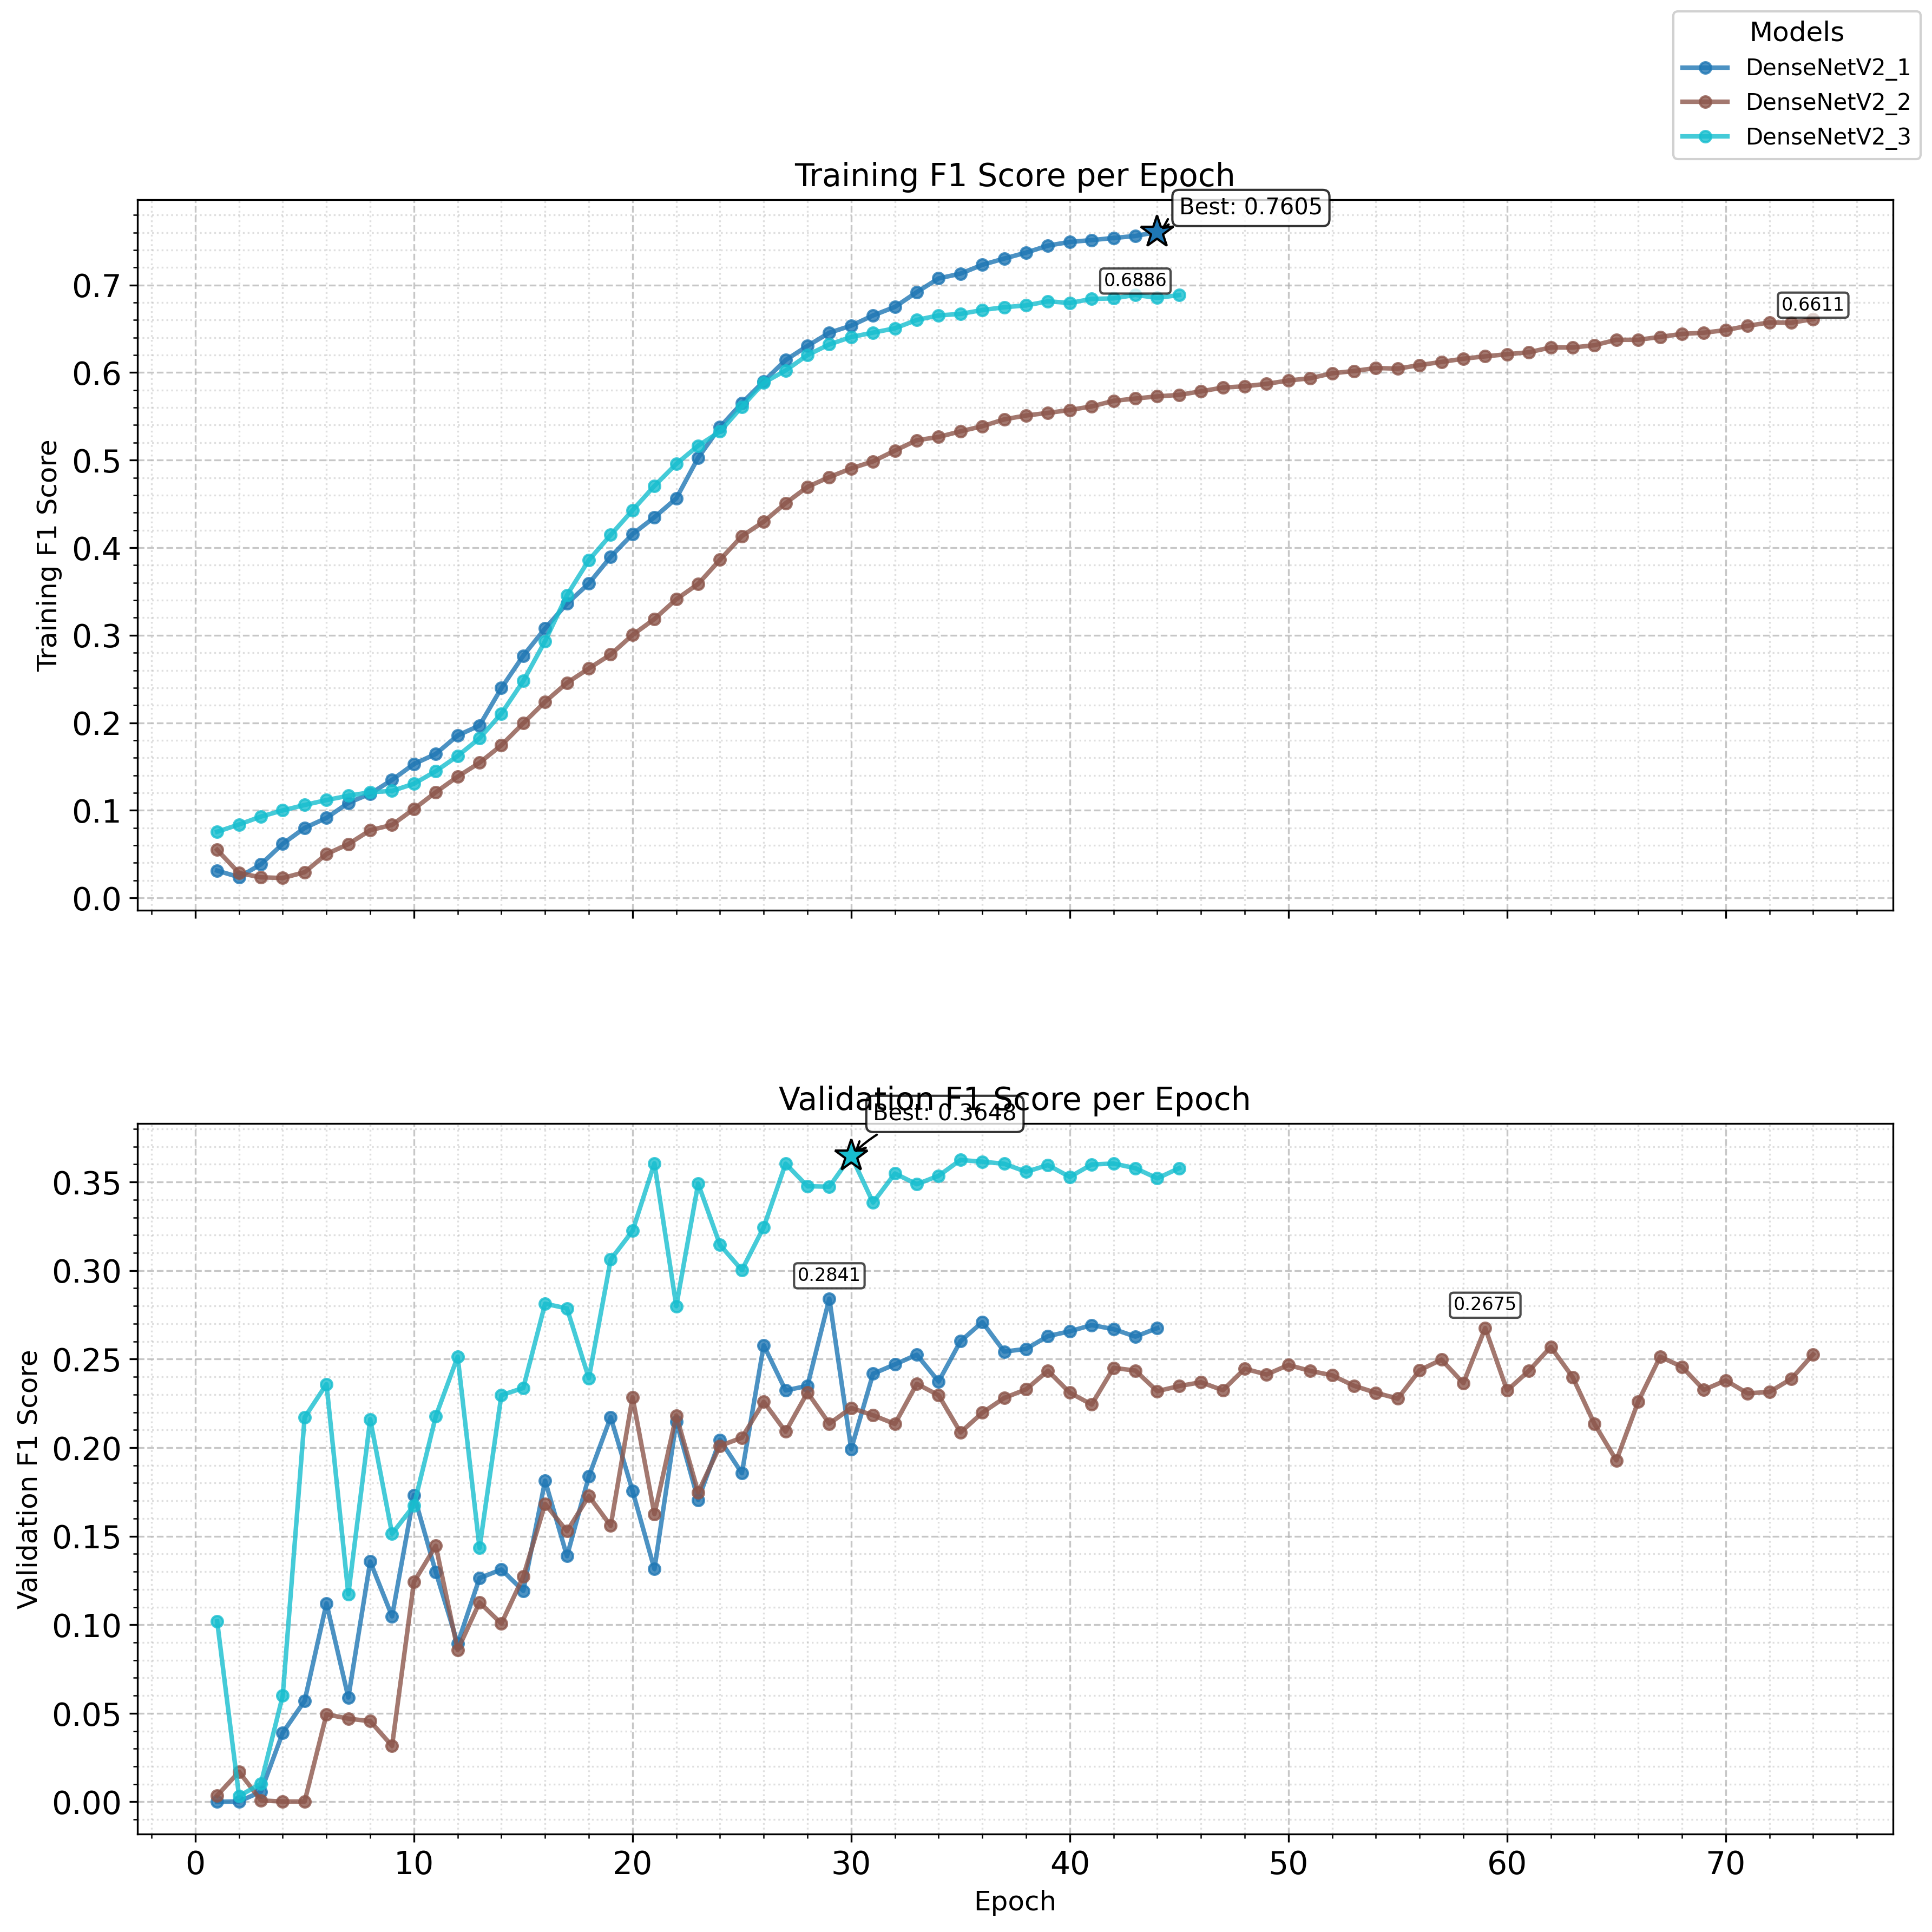 Models
DenseNetV2_1
DenseNetV2_2
DenseNetV2_3
Training F1 Score per Epoch
Best: 0.7605
0.6886
0.6611
0.7
0.6
0.5
0.4
0.3
0.2
0.1
0.0
Training F1 Score
Validation F1 Score per Epoch
Best: 0.3648
0.2841
0.2675
0.35
0.30
0.25
0.20
0.15
0.10
0.05
0.00
Validation F1 Score
0 10 20 30 40 50 60 70
Epoch